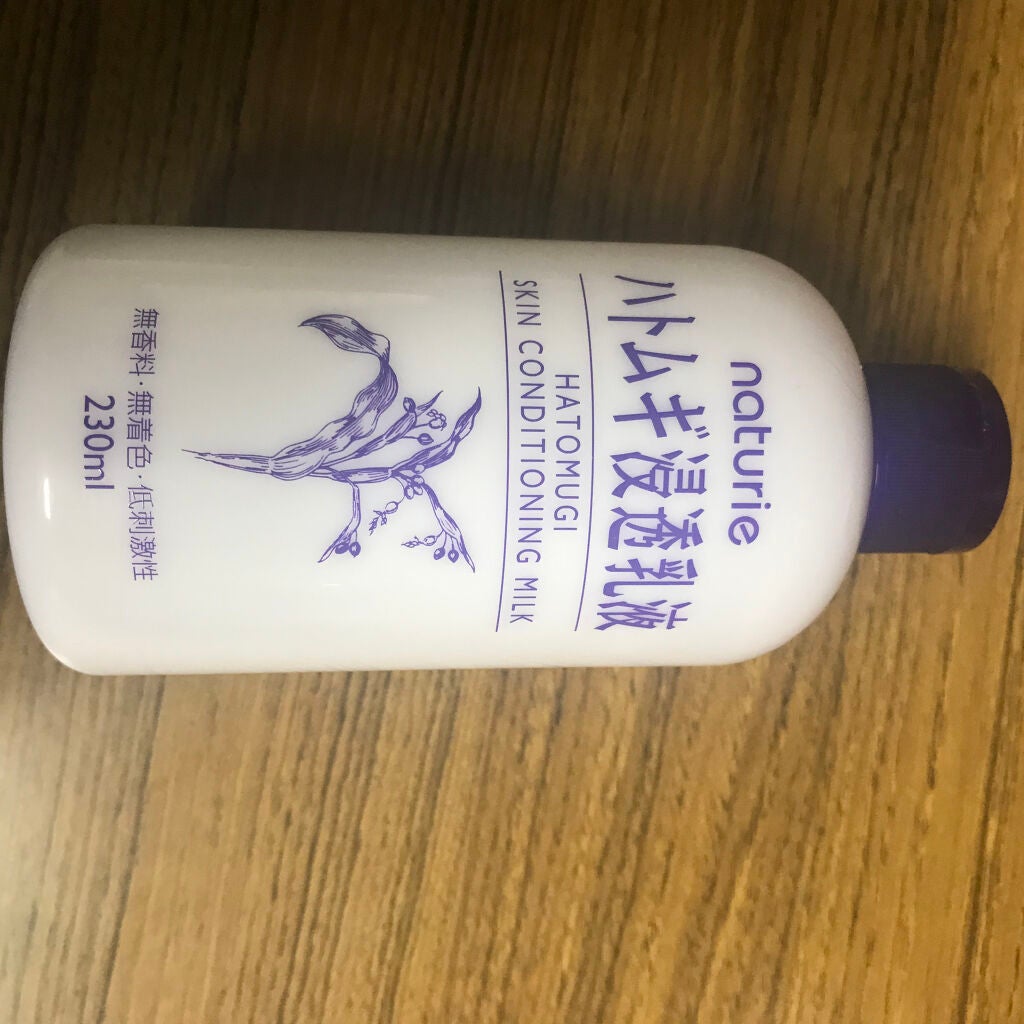 naturie
ハトムギ浸透乳液
HATOMUGI
SKIN CONDITIONING MILK
無香料・無着色・低刺激性
230ml